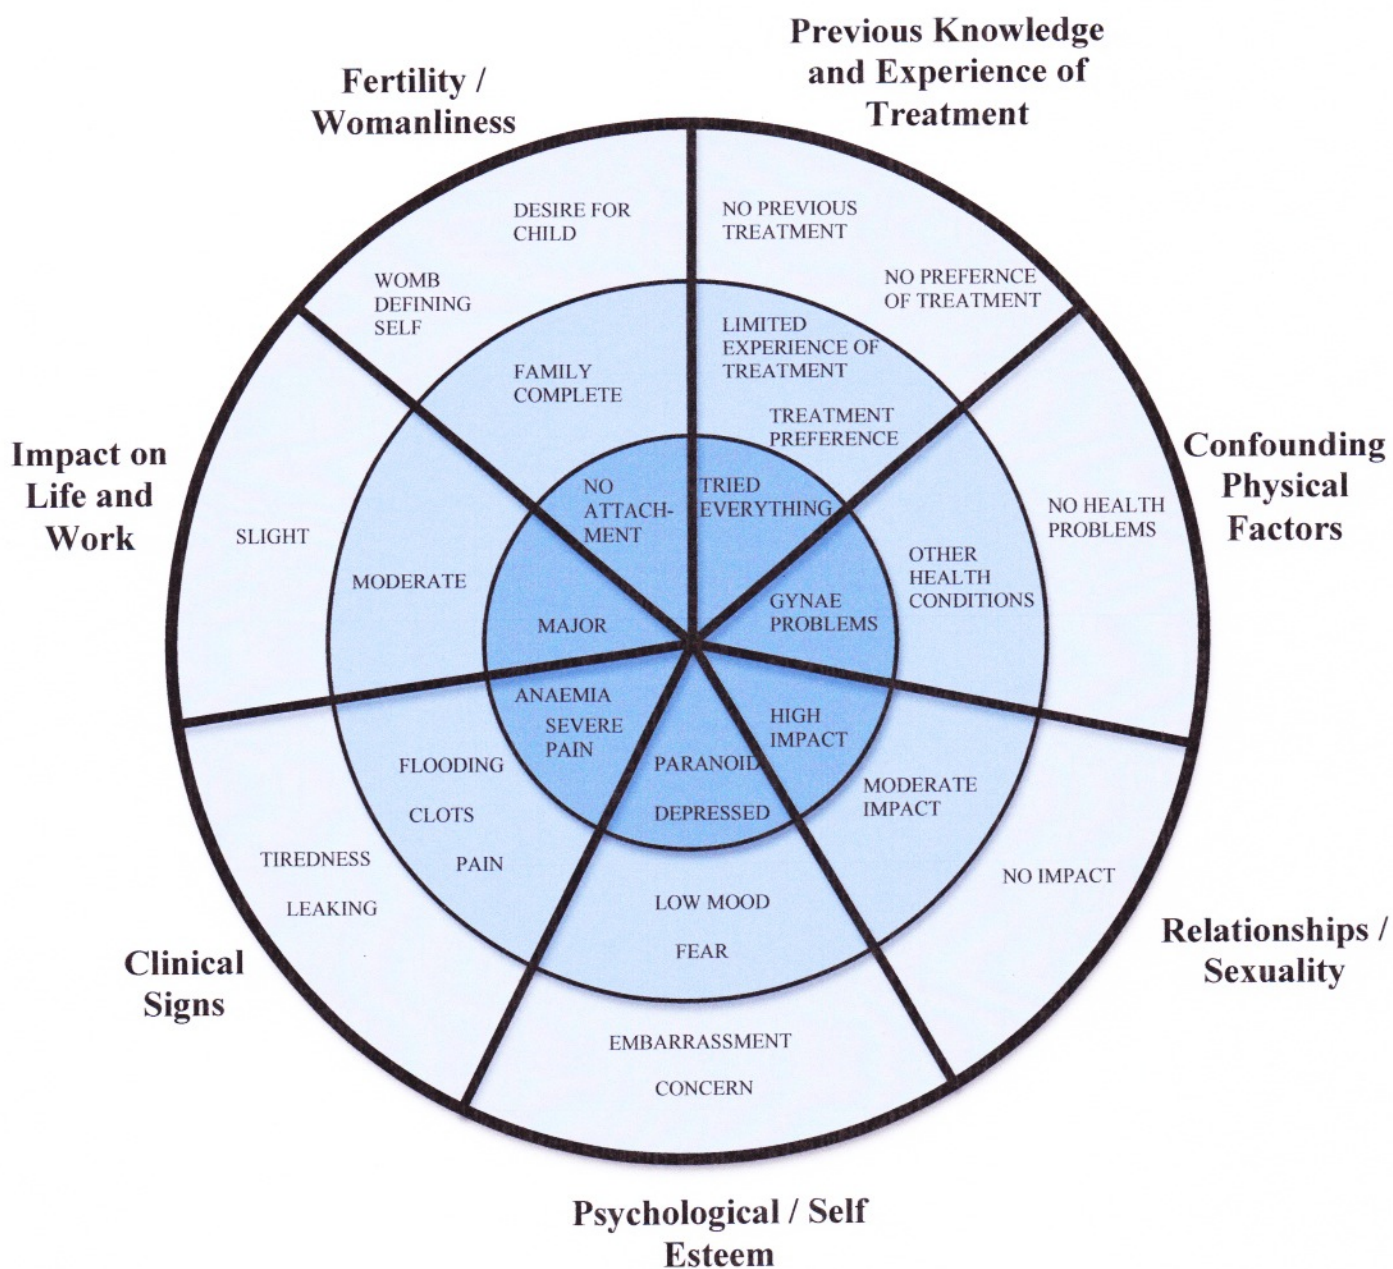 Previous Knowledge
and Experience of
Treatment
Fertility /
Womanliness
DESIRE FOR
CHILD
WOMB
DEFINING
SELF
FAMILY
COMPLETE
NO
ATTACH-
MENT
NO PREVIOUS
TREATMENT
NO PREFERNCE
OF TREATMENT
LIMITED
EXPERIENCE OF
TREATMENT
TREATMENT
PREFERENCE
TRIED
EVERYTHING
Confounding
Physical
Factors
NO HEALTH
PROBLEMS
OTHER
HEALTH
CONDITIONS
GYNAE
PROBLEMS
Impact on
Life and
Work
SLIGHT
MODERATE
MAJOR
ANAEMIA
SEVERE
PAIN
FLOODING
CLOTS
PAIN
TIREDNESS
LEAKING
Clinical
Signs
HIGH
IMPACT
MODERATE
IMPACT
NO IMPACT
Relationships /
Sexuality
PARANOID
DEPRESSED
LOW MOOD
FEAR
EMBARRASSMENT
CONCERN
Psychological / Self
Esteem